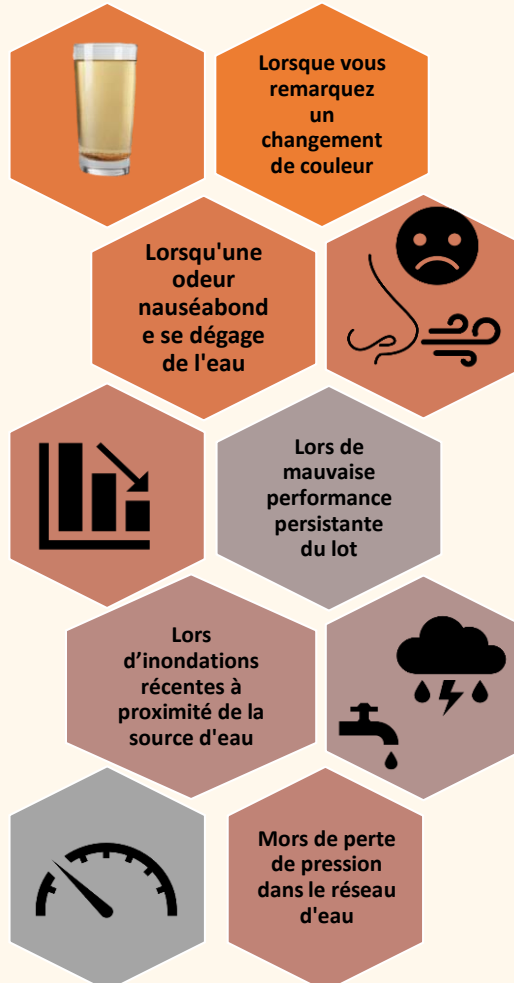 Lorsque vous
remarquez
un
changement
de couleur
Lorsqu'une
odeur
nauséabond
e se dégage
de l'eau
Lors de
mauvaise
performance
persistante
du lot
Lors
d’inondations
récentes à
proximité de la
source d'eau
Mors de perte
de pression
dans le réseau
d'eau